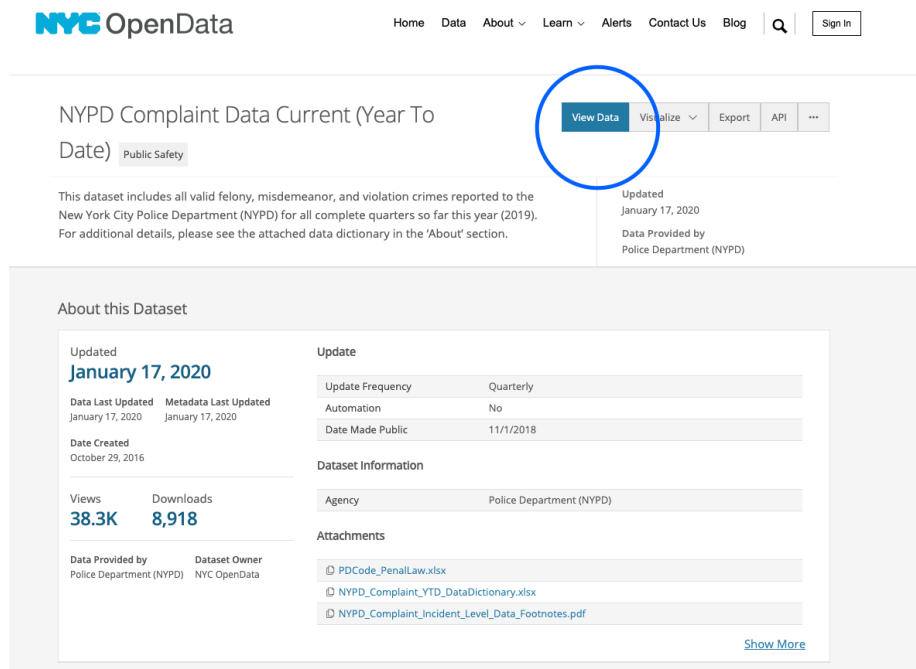 NYC OpenData
Home Data About Learn Alerts Contact Us Blog Sign In
NYPD Complaint Data Current (Year To
Date) Public Safety
View Data Visualize Export API ...
This dataset includes all valid felony, misdemeanor, and violation crimes reported to the
New York City Police Department (NYPD) for all complete quarters so far this year (2019).
For additional details, please see the attached data dictionary in the 'About' section.
Updated
January 17, 2020
Data Provided by
Police Department (NYPD)
About this Dataset
Updated
January 17, 2020
Data Last Updated Metadata Last Updated
January 17, 2020 January 17, 2020
Date Created
October 29, 2016
Views Downloads
38.3K 8,918
Data Provided by Dataset Owner
Police Department (NYPD) NYC OpenData
Update
Update Frequency Quarterly
Automation No
Date Made Public 11/1/2018
Dataset Information
Agency Police Department (NYPD)
Attachments
PDCode_PenalLaw.xlsx
NYPD_Complaint_YTD_DataDictionary.xlsx
NYPD_Complaint_Incident_Level_Data_Footnotes.pdf
Show More